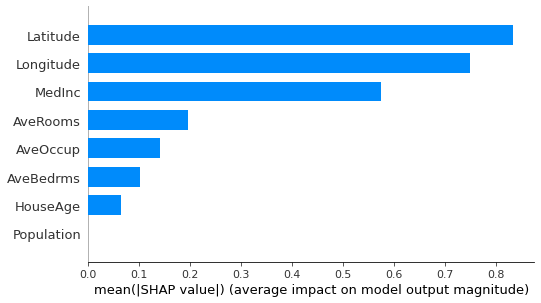 Latitude
Longitude
MedInc
AveRooms
AveOccup
AveBedrms
HouseAge
Population
0.0 0.1 0.2 0.3 0.4 0.5 0.6 0.7 0.8
mean(|SHAP value|) (average impact on model output magnitude)